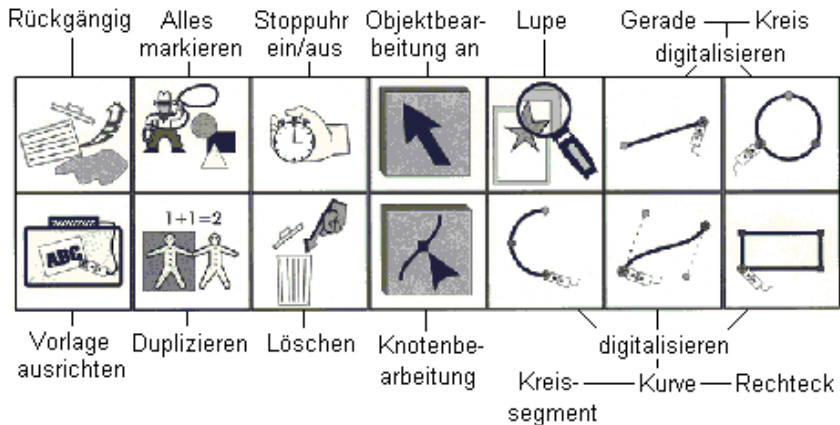 Rückgängig
Alles
markieren
Stoppuhr
ein/aus
Objektbear-
beitung an
Lupe
Gerade
Kreis
digitalisieren
ABC
1+1=2
Vorlage
ausrichten
Duplizieren
Löschen
Knotenbe-
arbeitung
digitalisieren
Kreis-
segment
Kurve
Rechteck